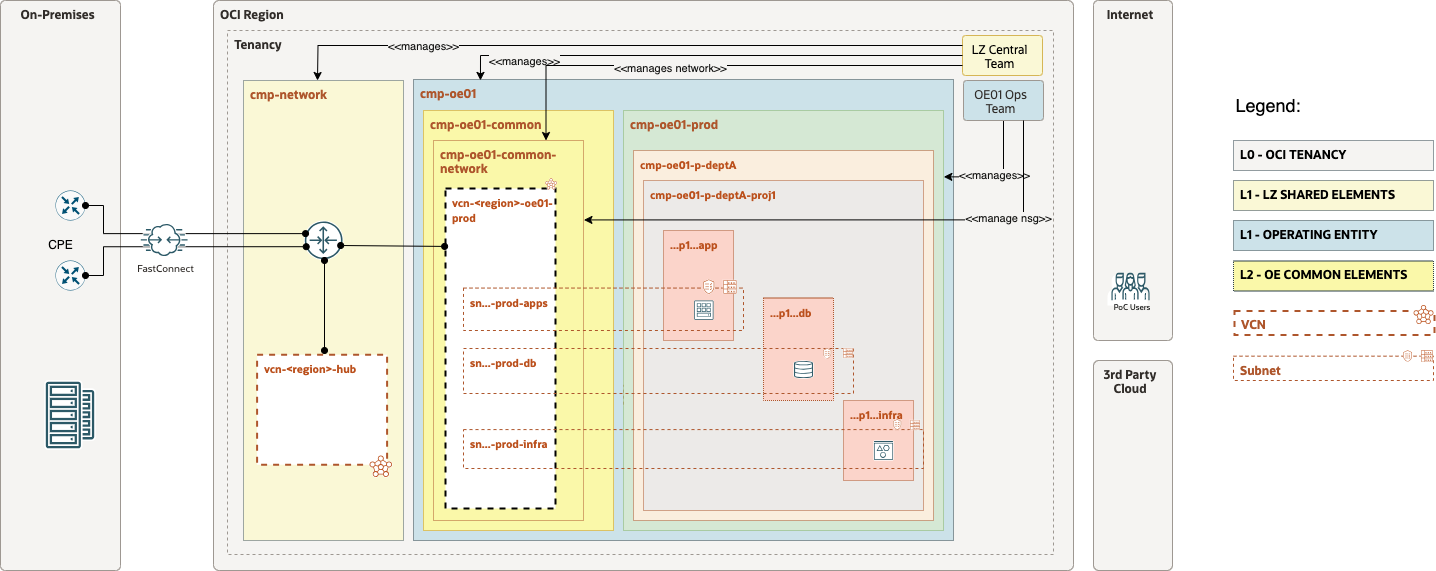 On-Premises
CPE
FastConnect
OCI Region
Tenancy
<<manages>>
<<manages>>
<<manages network>>
LZ Central
Team
OE01 Ops
Team
<<manages>>
<<manage nsg>>
cmp-network
vcn-<region>-hub
cmp-oe01
cmp-oe01-common
cmp-oe01-common-
network
vcn-<region>-oe01-
prod
sn...-prod-apps
sn...-prod-db
sn...-prod-infra
cmp-oe01-prod
cmp-oe01-p-deptA
cmp-oe01-p-deptA-proj1
...p1...app
...p1...db
...p1...infra
Internet
PoC Users
3rd Party
Cloud
Legend:
L0 - OCI TENANCY
L1 - LZ SHARED ELEMENTS
L1 - OPERATING ENTITY
L2 - OE COMMON ELEMENTS
VCN
Subnet